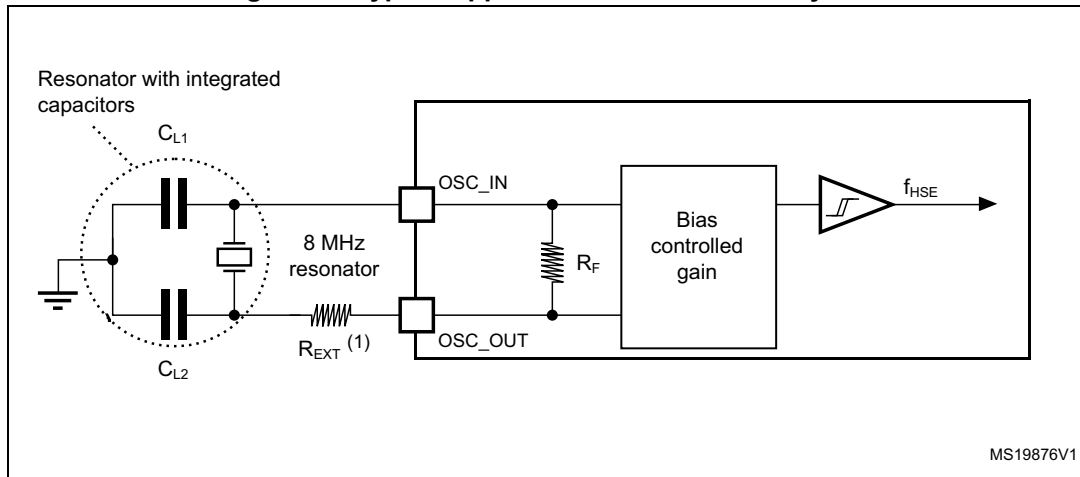 Resonator with integrated
capacitors
CL1
OSC_IN
fHSE
8 MHz
resonator
RF
Bias
controlled
gain
REXT (1)
OSC_OUT
CL2
MS19876V1